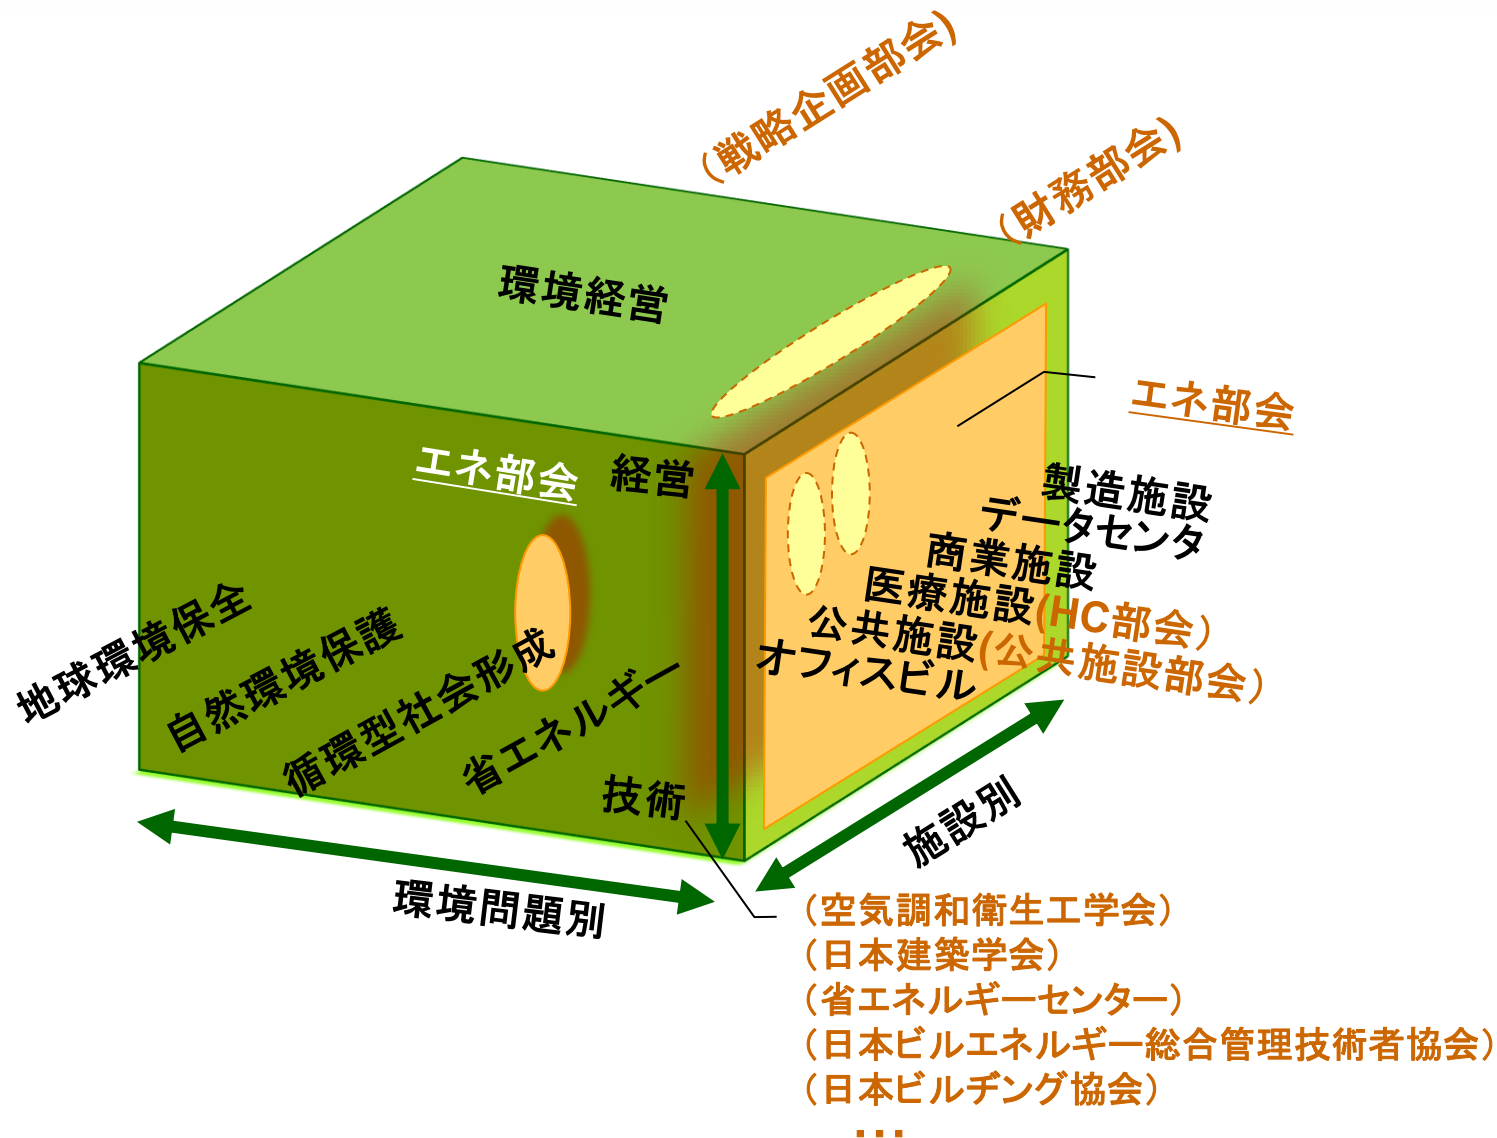 （戦略企画部会）
（財務部会）
環境経営
エネ部会
エネ部会
経営
製造施設
データセンタ
商業施設
医療施設(HC部会）
公共施設(公共施設部会）
オフィスビル
地球環境保全
自然環境保護
循環型社会形成
省エネルギー
技術
施設別
環境問題別
（空気調和衛生工学会）
（日本建築学会）
（省エネルギーセンター）
（日本ビルエネルギー総合管理技術者協会）
（日本ビルヂング協会）
…